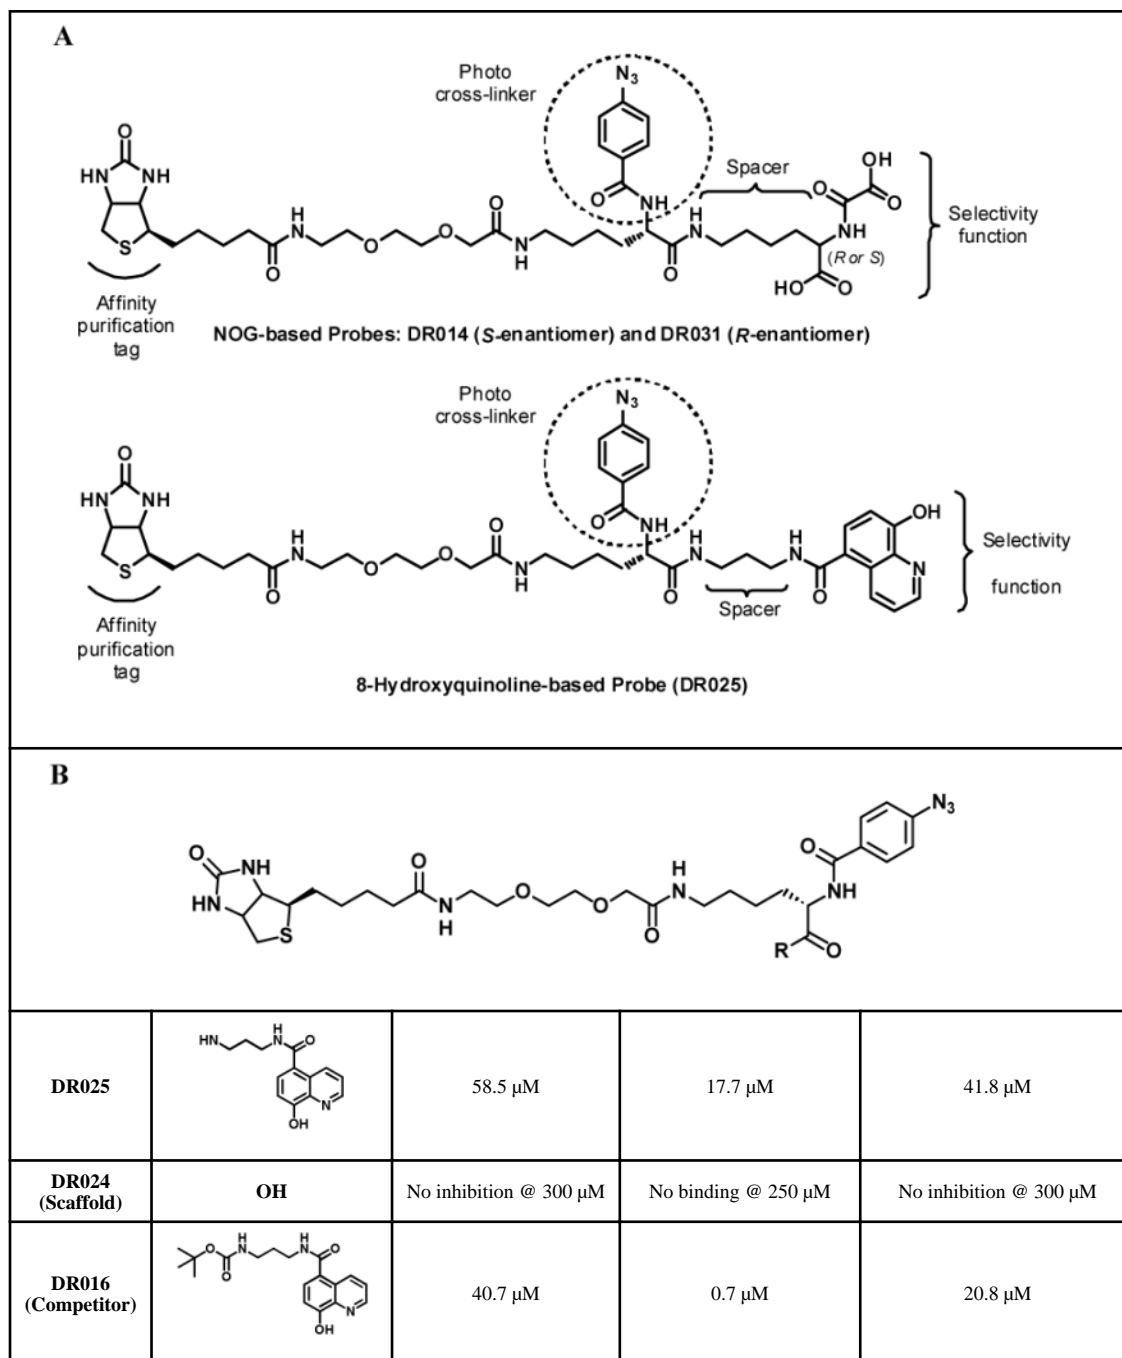 A
Photo
cross-linker
N3
O
HN
NH
S
O
H
N
O
O
O
N
H
O
NH
O
H
N
Spacer
O
OH
O
NH
(R or S)
HO
O
Selectivity
function
Affinity
purification
tag
NOG-based Probes: DR014 (S-enantiomer) and DR031 (R-enantiomer)
Photo
cross-linker
N3
O
HN
NH
S
O
H
N
O
O
O
N
H
O
NH
O
H
N
H
N
O
OH
N
Spacer
Selectivity
function
Affinity
purification
tag
8-Hydroxyquinoline-based Probe (DR025)
B
O
NH
HN
S
O
N
H
O
O
O
H
N
O
NH
N3
R
O
DR025
HN
H
N
O
N
OH
58.5 μM
17.7 μM
41.8 μM
DR024
(Scaffold)
OH
No inhibition @ 300 μM
No binding @ 250 μM
No inhibition @ 300 μM
DR016
(Competitor)
O
O
H
N
H
N
O
N
OH
40.7 μM
0.7 μM
20.8 μM